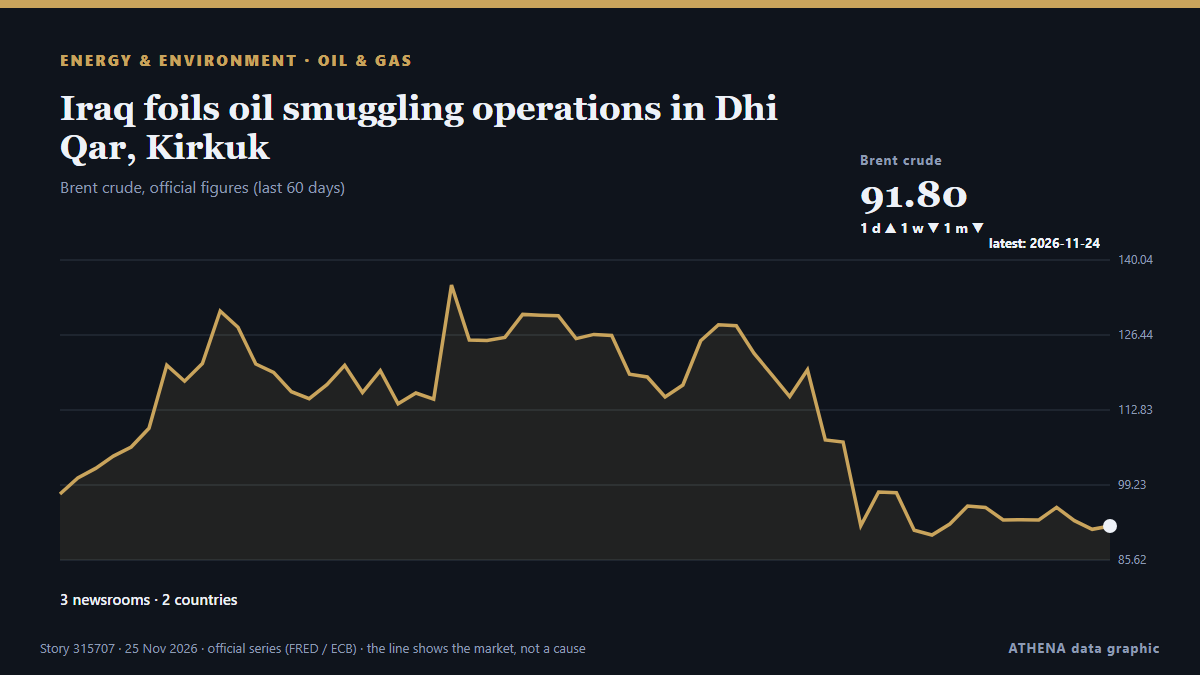 ENERGY & ENVIRONMENT · OIL & GAS
Iraq foils oil smuggling operations in Dhi
Qar, Kirkuk
Brent crude, official figures (last 60 days)
Brent crude
91.80
1 d ▲ 1 w ▼ 1 m ▼
latest: 2026-11-24
140.04
126.44
112.83
99.23
85.62
3 newsrooms · 2 countries
Story 315707 · 25 Nov 2026 · official series (FRED / ECB) · the line shows the market, not a cause
ATHENA data graphic